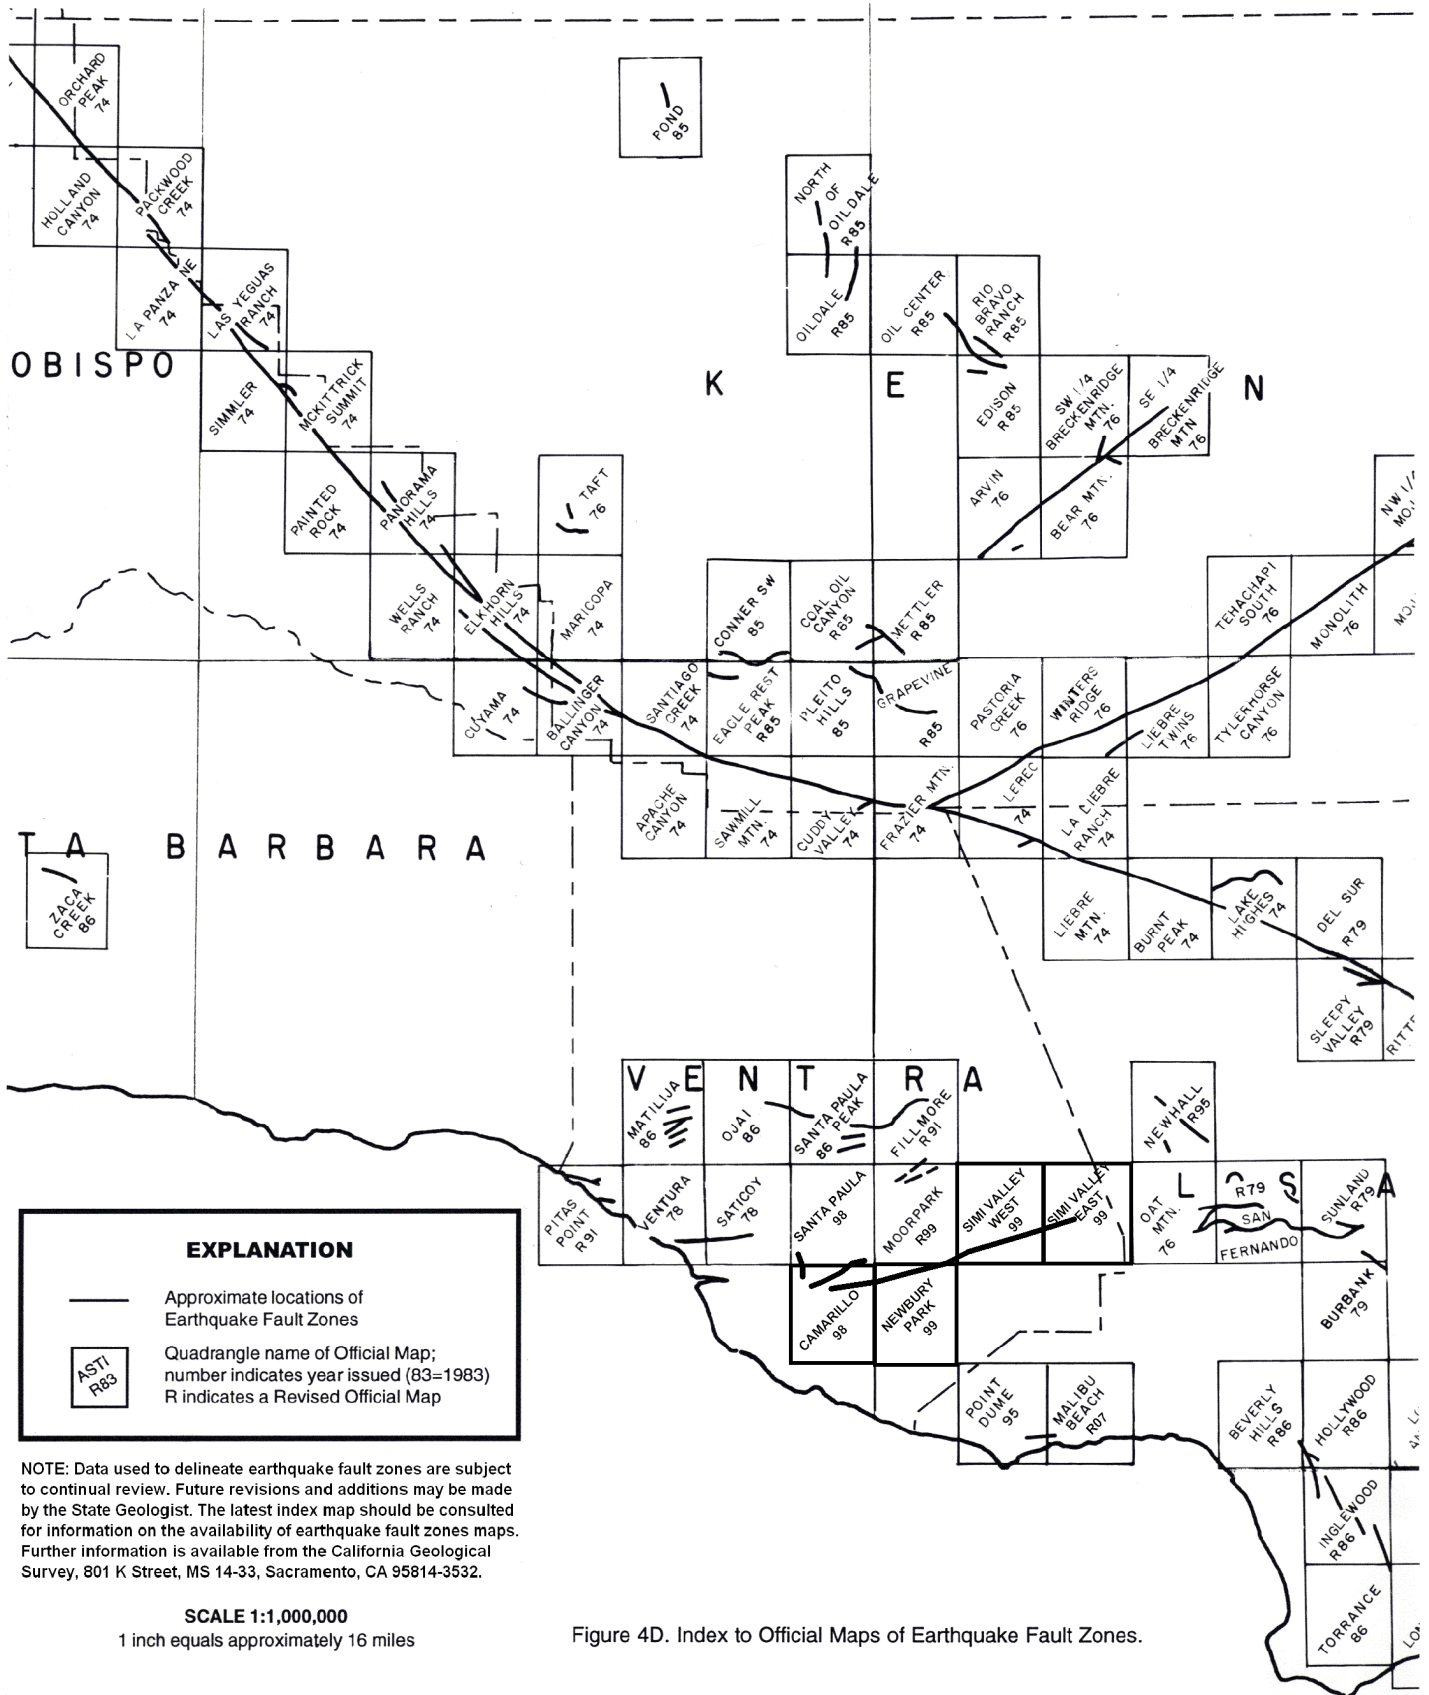 ORCHARD
PEAK
74
POND
85
HOLLAND
CANYON
74
PACKWOOD
CREEK
74
NORTH
OF
OILDALE
R85
LA PANZA NE
74
LAS YEGUAS
RANCH
74
OILDALE
R85
OIL CENTER
R85
RIO
BRAVO
RANCH
R85
OBISPO
K E N
SIMMLER
74
MCKITTRICK
SUMMIT
74
EDISON
R85
SW 1/4
BRECKENRIDGE
MTN.
76
SE 1/4
BRECKENRIDGE
MTN
76
PAINTED
ROCK
74
PANORAMA
HILLS
74
TAFT
76
ARVIN
76
BEAR MTN.
76
NW 1/4
WELLS
RANCH
74
ELKHORN
HILLS
74
MARICOPA
74
CONNER SW
85
COAL OIL
CANYON
R85
METTLER
R85
TEHACHAPI
SOUTH
76
MONOLITH
76
CUYAMA
74
BALLINGER
CANYON
74
SANTIAGO
CREEK
74
EAGLE REST
PEAK
R85
PLEITO
HILLS
85
GRAPEVINE
R85
PASTORIA
CREEK
76
WINTERS
RIDGE
76
LIEBRE
TWINS
76
TYLERHORSE
CANYON
76
APACHE
CANYON
74
SAWMILL
MTN.
74
CUDDY
VALLEY
74
FRAZIER MTN.
74
LEBEC
74
LA LIEBRE
RANCH
74
TA BARBARA
ZACA
CREEK
86
LIEBRE
MTN.
74
BURNT
PEAK
74
LAKE
HUGHES
74
DEL SUR
R79
SLEEPY
VALLEY
R79
RITTE
VENT RA
MATILIJA
86
OJAI
86
SANTA PAULA
PEAK
86
FILLMORE
R91
NEWHALL
R95
PITAS
POINT
R91
VENTURA
78
SATICOY
78
SANTA PAULA
98
MOORPARK
R99
SIMI VALLEY
WEST
99
SIMI VALLEY
EAST
99
OAT
MTN.
76
L S A
R79
SAN
FERNANDO
SUNLAND
R79
CAMARILLO
98
NEWBURY
PARK
99
BURBANK
79
POINT
DUME
95
MALIBU
BEACH
R07
BEVERLY
HILLS
R86
HOLLYWOOD
R86
INGLEWOOD
R86
TORRANCE
86
EXPLANATION
Approximate locations of
Earthquake Fault Zones
ASTI
R83
Quadrangle name of Official Map;
number indicates year issued (83=1983)
R indicates a Revised Official Map
NOTE: Data used to delineate earthquake fault zones are subject
to continual review. Future revisions and additions may be made
by the State Geologist. The latest index map should be consulted
for information on the availability of earthquake fault zones maps.
Further information is available from the California Geological
Survey, 801 K Street, MS 14-33, Sacramento, CA 95814-3532.
SCALE 1:1,000,000
1 inch equals approximately 16 miles
Figure 4D. Index to Official Maps of Earthquake Fault Zones.